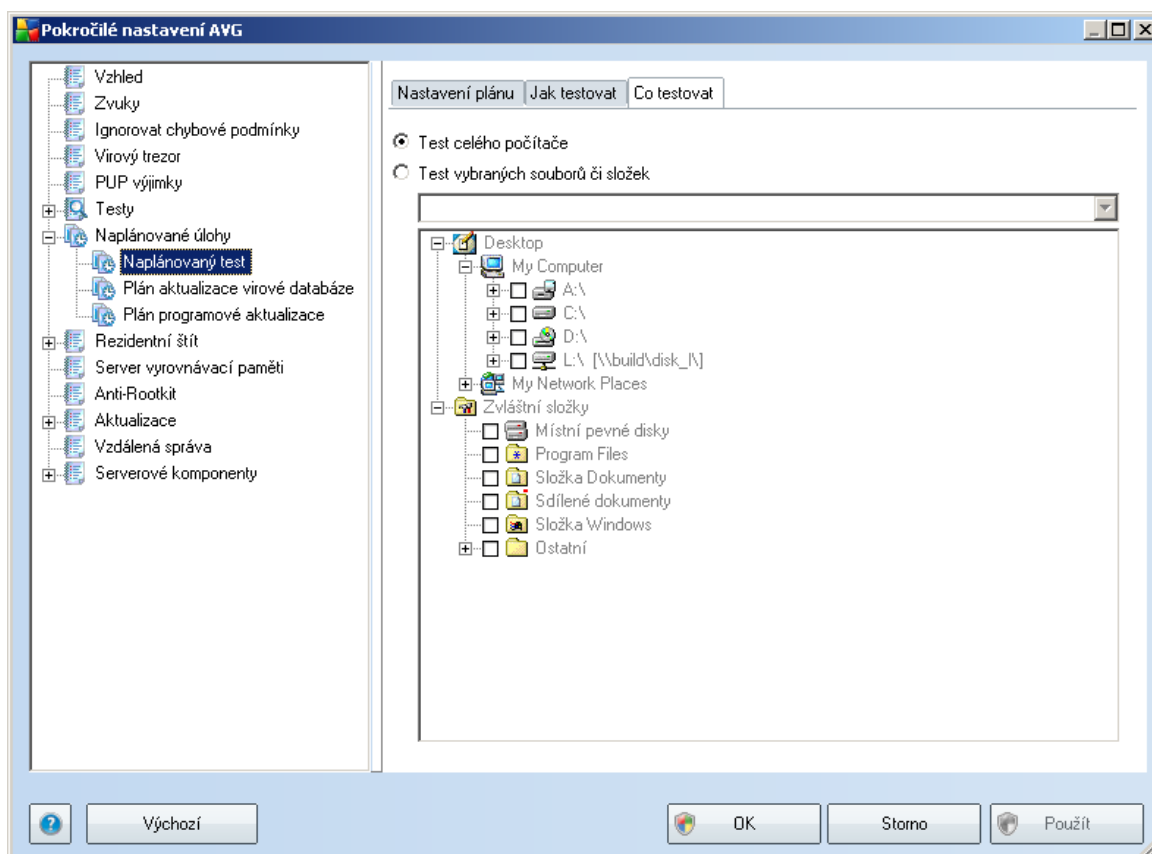 Pokročilé nastavení AVG
Vzhled
Zvuky
Ignorovat chybové podmínky
Virový trezor
PUP výjimky
Testy
Naplánované úlohy
Naplánovaný test
Plán aktualizace virové databáze
Plán programové aktualizace
Rezidentní štít
Server vyrovnávací paměti
Anti-Rootkit
Aktualizace
Vzdálená správa
Serverové komponenty
Nastavení plánu Jak testovat Co testovat
Test celého počítače
Test vybraných souborů či složek
Desktop
My Computer
A:\
C:\
D:\
L:\ [\\build\disk_l\]
My Network Places
Zvláštní složky
Místní pevné disky
Program Files
Složka Dokumenty
Sdílené dokumenty
Složka Windows
Ostatní
Výchozí OK Storno Použít